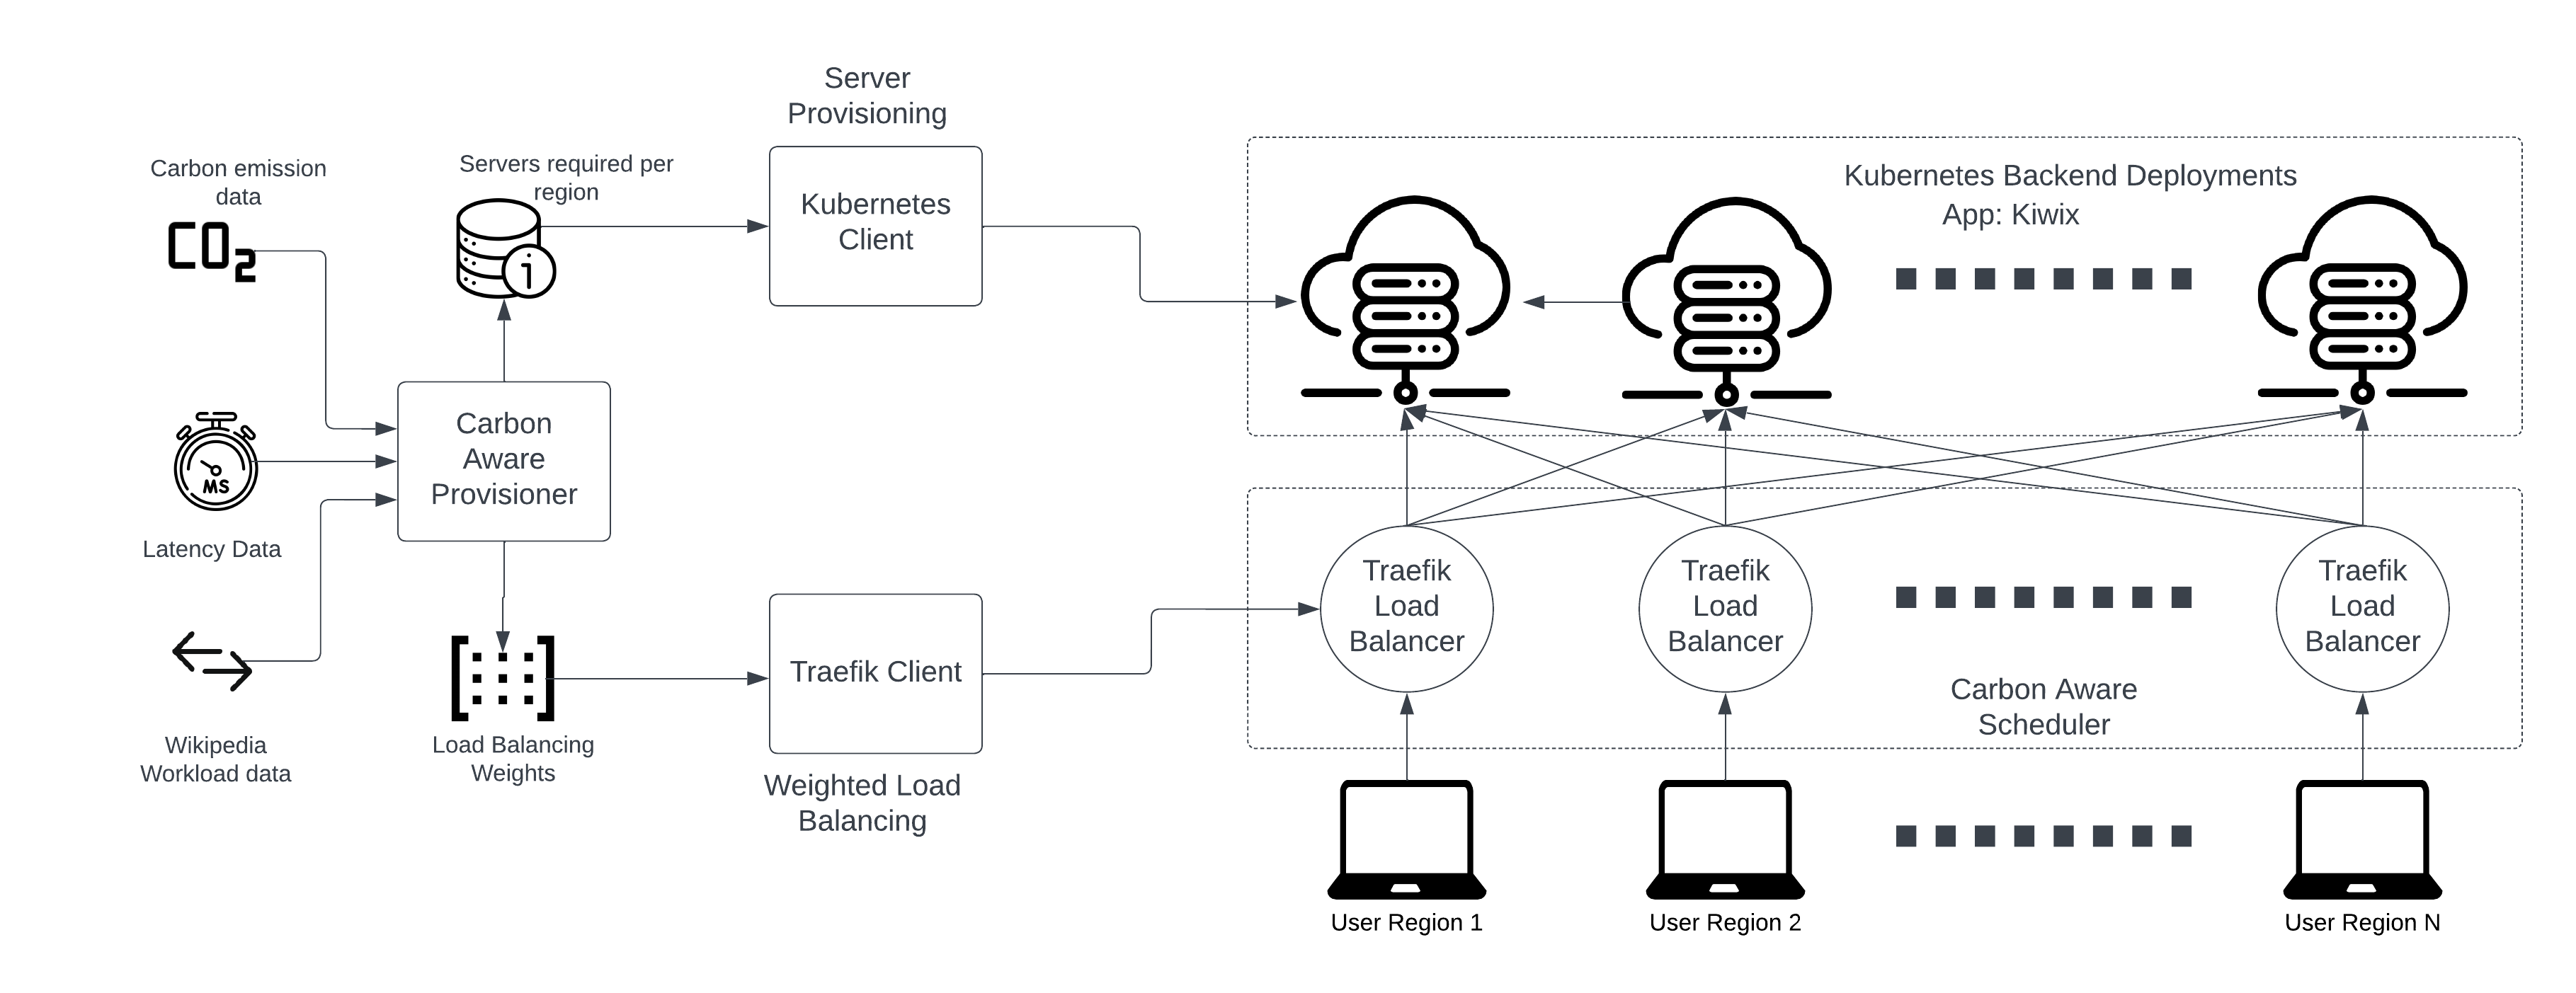 Server
Provisioning
Carbon emission
data
CO2
Servers required per
region
i
Kubernetes
Client
Kubernetes Backend Deployments
App: Kiwix
Carbon
Aware
Provisioner
MS
Latency Data
Traefik
Load
Balancer
Traefik
Load
Balancer
Traefik
Load
Balancer
Traefik Client
Carbon Aware
Scheduler
Wikipedia
Workload data
Load Balancing
Weights
Weighted Load
Balancing
User Region 1
User Region 2
User Region N